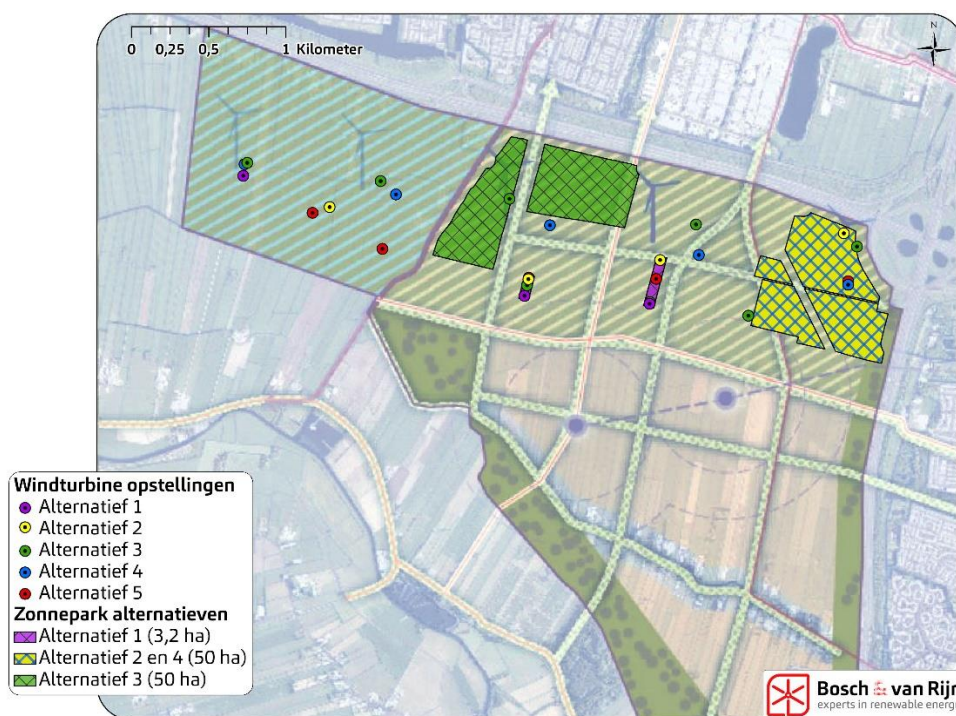 0 0,25 0,5 1 Kilometer
N
Windturbine opstellingen
Alternatief 1
Alternatief 2
Alternatief 3
Alternatief 4
Alternatief 5
Zonnepark alternatieven
Alternatief 1 (3,2 ha)
Alternatief 2 en 4 (50 ha)
Alternatief 3 (50 ha)
Bosch & van Rijn
experts in renewable energ